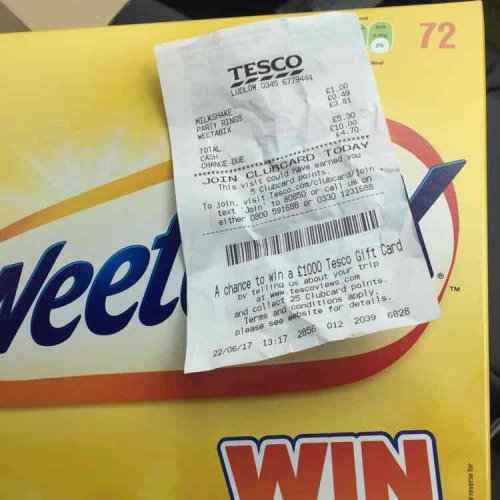 72
TESCO
LUDLOW 0345 6779444
MILKSHAKE £1.00
PARTY RINGS £0.49
WEETABIX £3.81
TOTAL £5.30
CASH £10.00
CHANGE DUE £4.70
JOIN CLUBCARD TODAY
This visit could have earned you
5 Clubcard points.
To join, visit Tesco.com/clubcard/join,
text 'Join' to 80850 or call us on
either 0800 591688 or 0330 1231688
A chance to win a £1000 Tesco Gift Card
by telling us about your trip
at www.tescoviews.com
and collect 25 Clubcard points.
Terms and conditions apply,
please see website for details.
22/06/17 13:17 2856 012 2039 6828
Weet X ® TM
WIN
reverse for